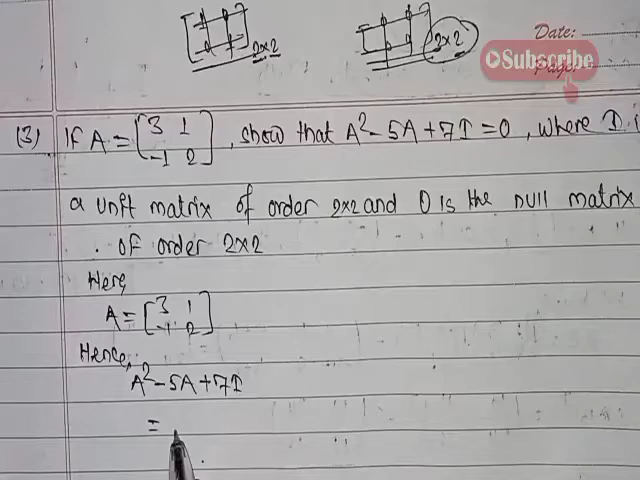 2x2
2x2
Date:
Subscribe
Page:
(3) If A = [3 1 , show that A² - 5A + 7I = 0 , where I i
-1 2]
a unit matrix of order 2x2 and 0 is the null matrix
of order 2x2
Here,
A = [3 1
-1 2]
Hence,
A² - 5A + 7I
=